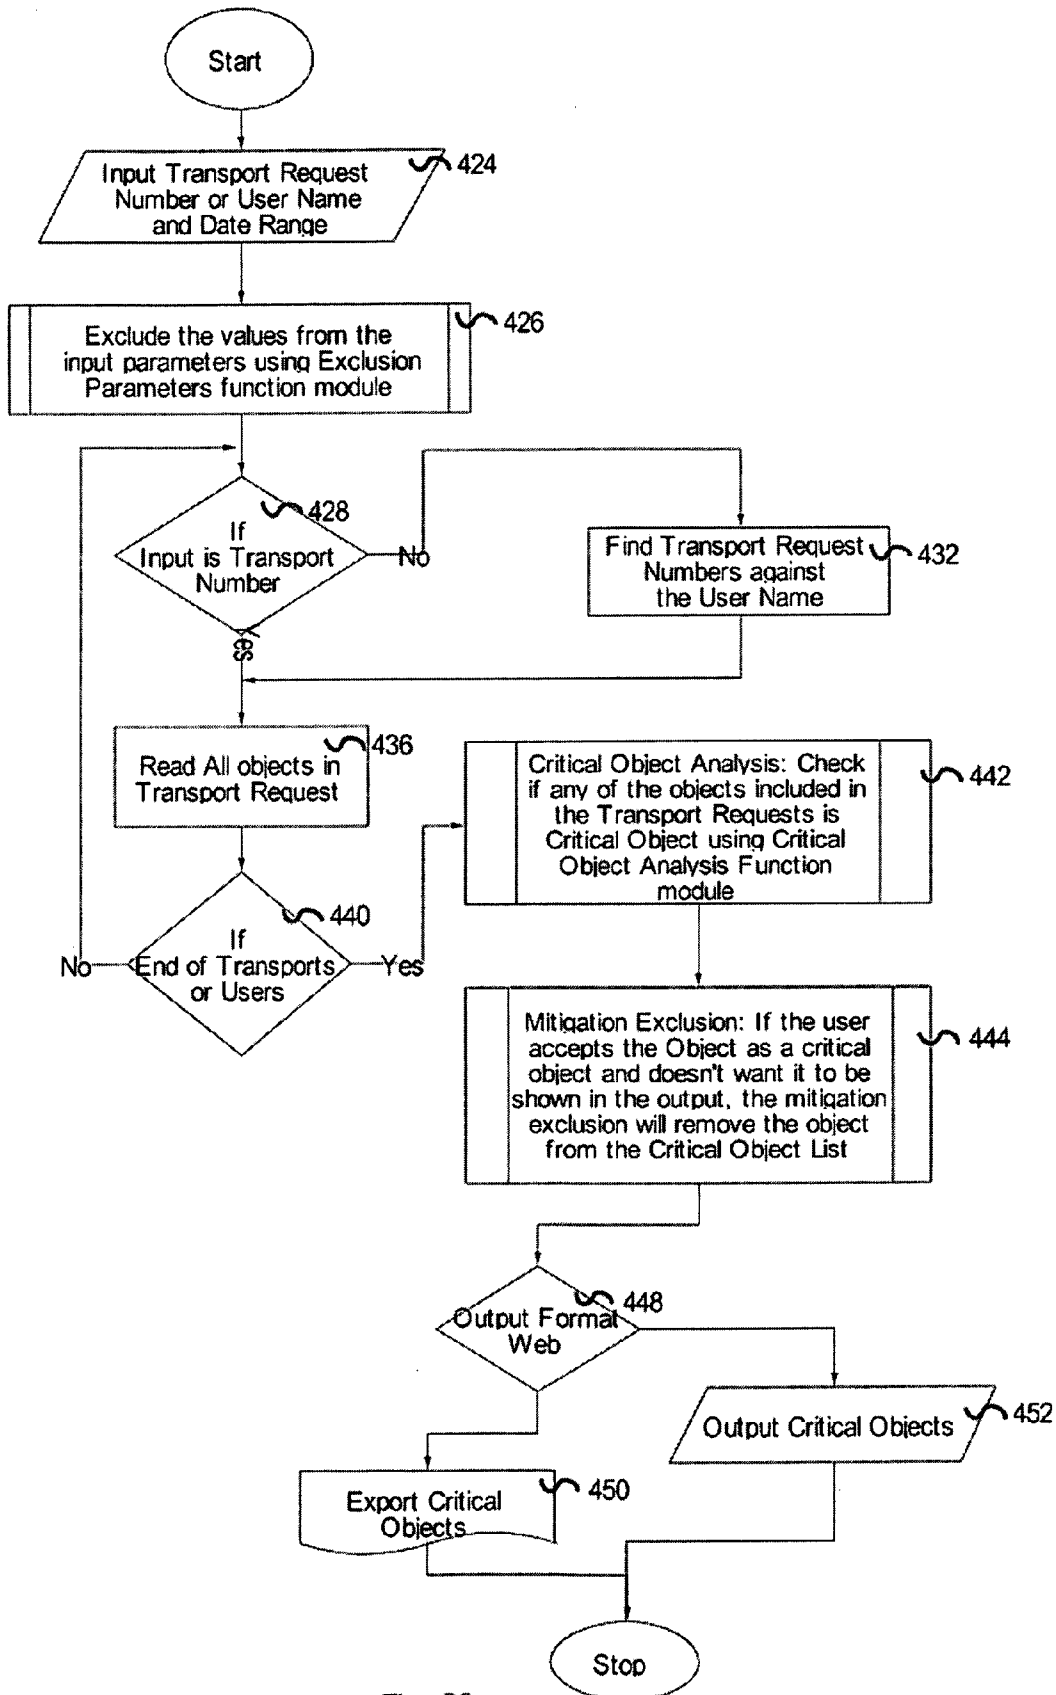 Start
Input Transport Request
Number or User Name
and Date Range
424
Exclude the values from the
input parameters using Exclusion
Parameters function module
426
428
If
Input is Transport
Number
No
Yes
Find Transport Request
Numbers against
the User Name
432
Read All objects in
Transport Request
436
440
If
End of Transports
or Users
No
Yes
Critical Object Analysis: Check
if any of the objects included in
the Transport Requests is
Critical Object using Critical
Object Analysis Function
module
442
Mitigation Exclusion: If the user
accepts the Object as a critical
object and doesn't want it to be
shown in the output, the mitigation
exclusion will remove the object
from the Critical Object List
444
448
Output Format
Web
Output Critical Objects
452
Export Critical
Objects
450
Stop